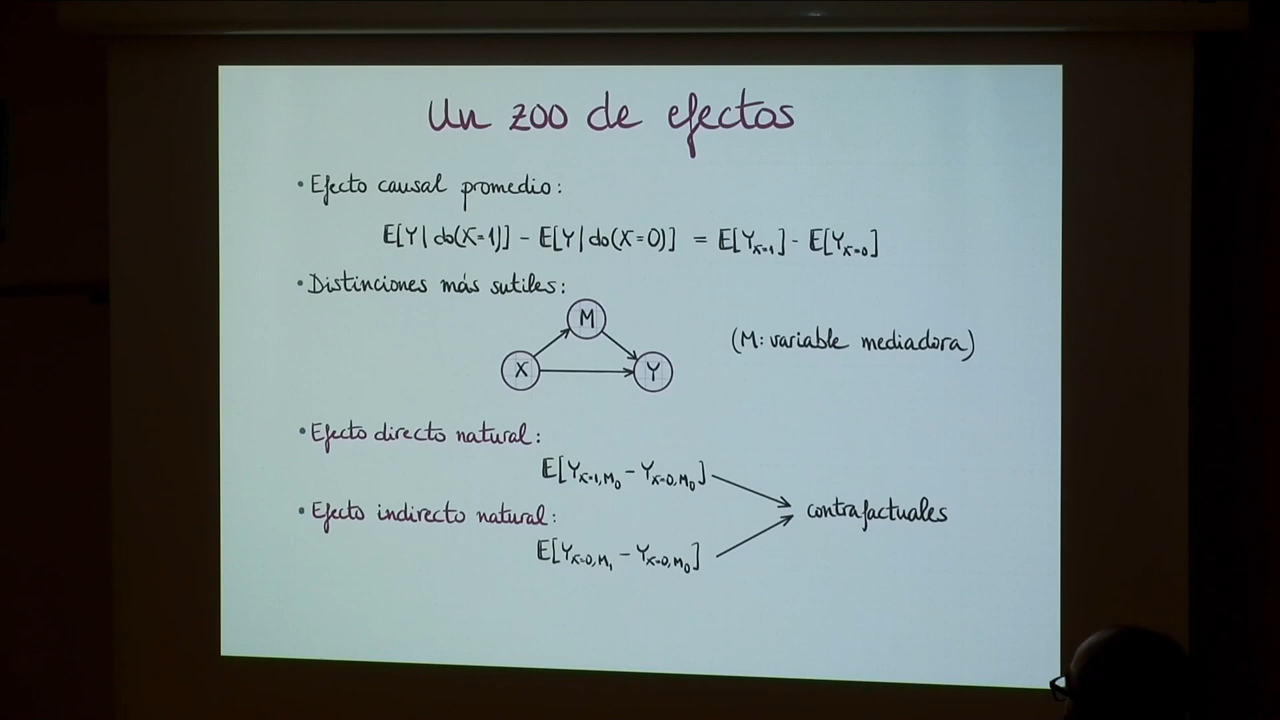 Un zoo de efectos
• Efecto causal promedio:
E[Y|do(X=1)] - E[Y|do(X=0)] = E[Y_{X=1}] - E[Y_{X=0}]
• Distinciones más sutiles:
M
(M: variable mediadora)
X
Y
• Efecto directo natural:
E[Y_{X=1,M_0} - Y_{X=0,M_0}]
• Efecto indirecto natural:
contrafactuales
E[Y_{X=0,M_1} - Y_{X=0,M_0}]